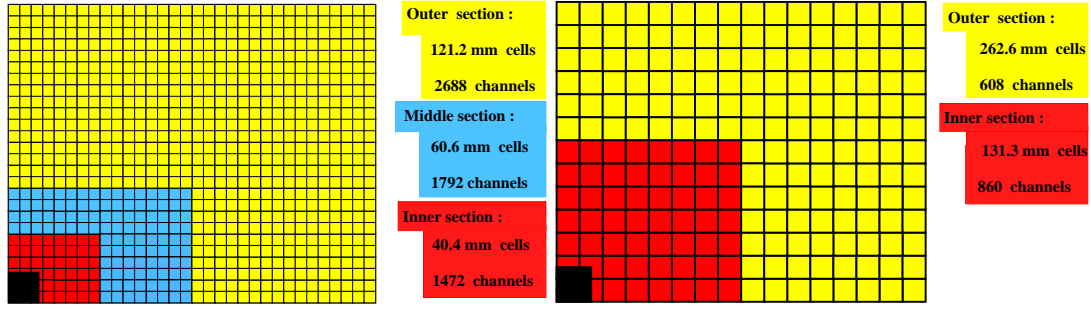 Outer section :
121.2 mm cells
2688 channels
Middle section :
60.6 mm cells
1792 channels
Inner section :
40.4 mm cells
1472 channels
Outer section :
262.6 mm cells
608 channels
Inner section :
131.3 mm cells
860 channels